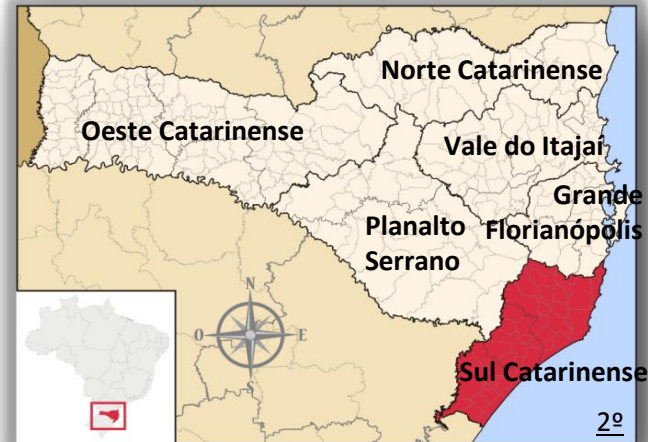 Norte Catarinense
Oeste Catarinense
Vale do Itajaí
Grande
Florianópolis
Planalto
Serrano
N
O
E
S
Sul Catarinense
2º